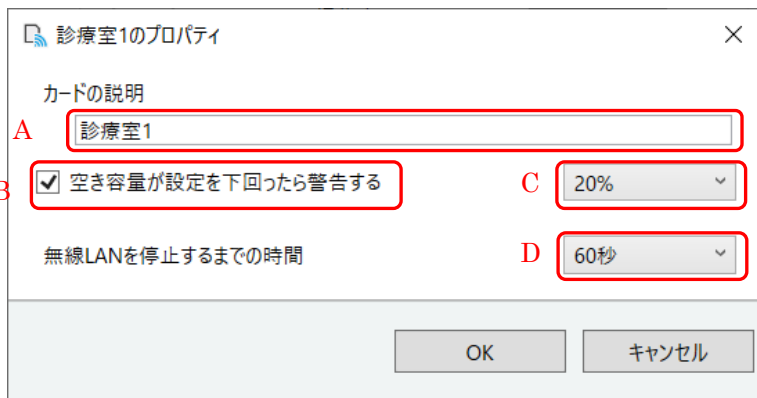 診療室1のプロパティ
カードの説明
A 診療室1
B 空き容量が設定を下回ったら警告する C 20%
無線LANを停止するまでの時間 D 60秒
OK キャンセル